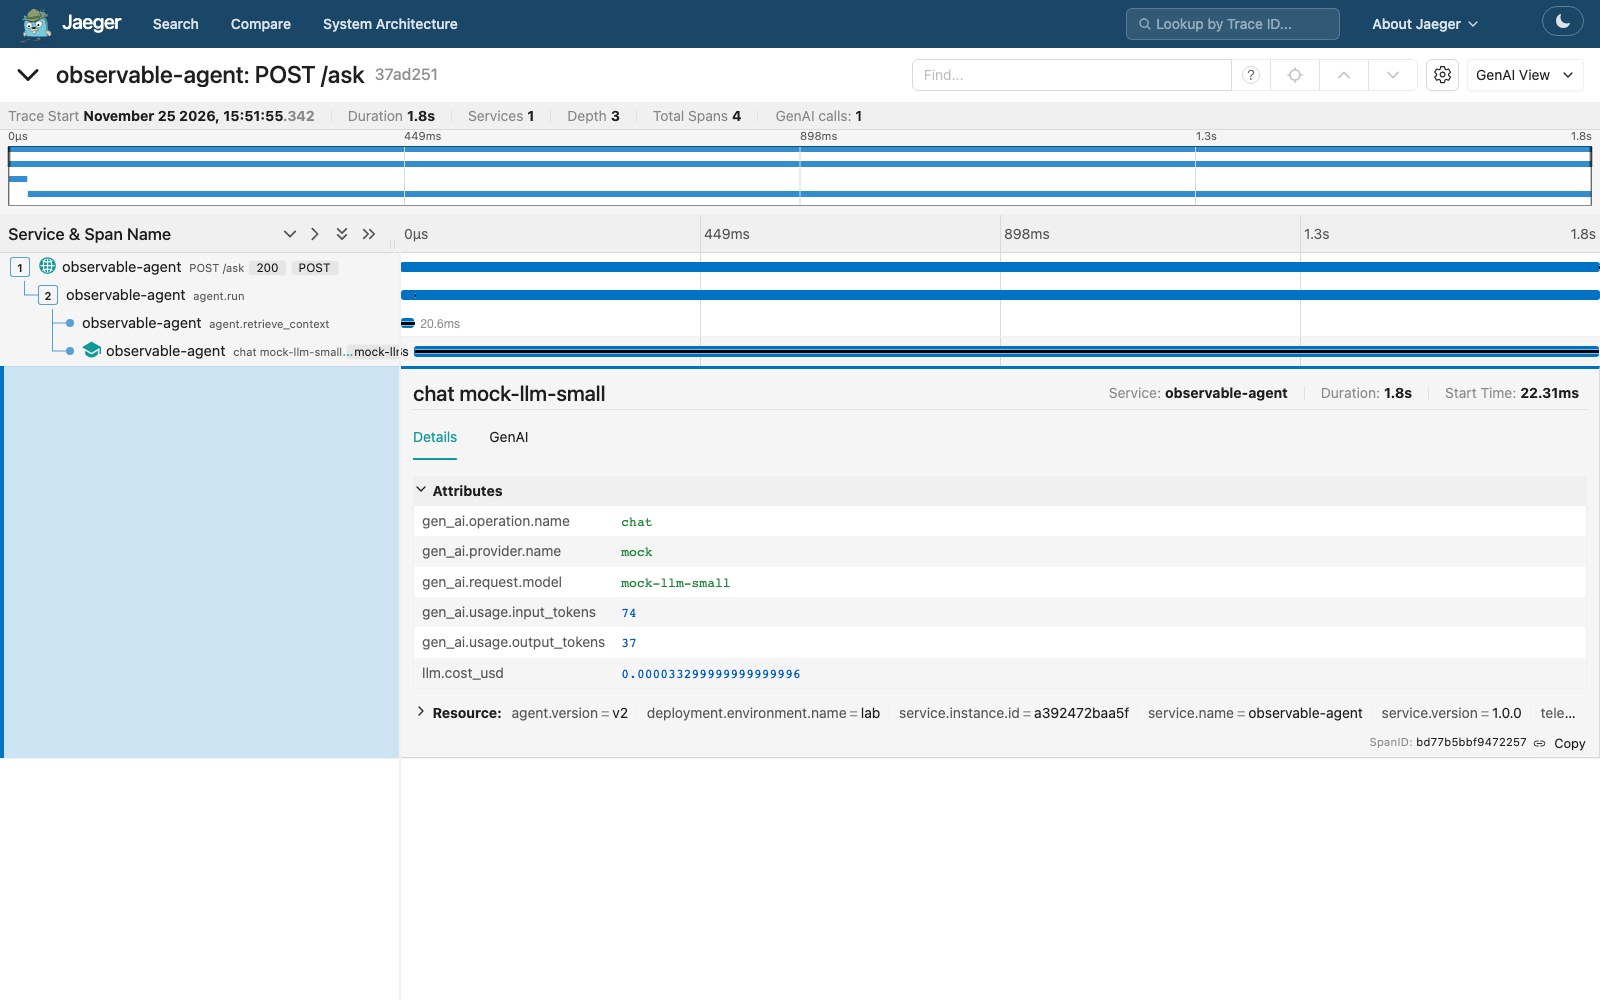 Jaeger Search Compare System Architecture Lookup by Trace ID... About Jaeger
observable-agent: POST /ask 37ad251 Find... ? GenAI View
Trace Start November 25 2026, 15:51:55.342 Duration 1.8s Services 1 Depth 3 Total Spans 4 GenAI calls: 1
0μs 449ms 898ms 1.3s 1.8s
Service & Span Name 0μs 449ms 898ms 1.3s 1.8s
1 observable-agent POST /ask 200 POST
2 observable-agent agent.run
observable-agent agent.retrieve_context 20.6ms
observable-agent chat mock-llm-small...
chat mock-llm-small Service: observable-agent Duration: 1.8s Start Time: 22.31ms
Details GenAI
Attributes
gen_ai.operation.name chat
gen_ai.provider.name mock
gen_ai.request.model mock-llm-small
gen_ai.usage.input_tokens 74
gen_ai.usage.output_tokens 37
llm.cost_usd 0.000033299999999999996
Resource: agent.version = v2 deployment.environment.name = lab service.instance.id = a392472baa5f service.name = observable-agent service.version = 1.0.0 tele...
SpanID: bd77b5bbf9472257 Copy